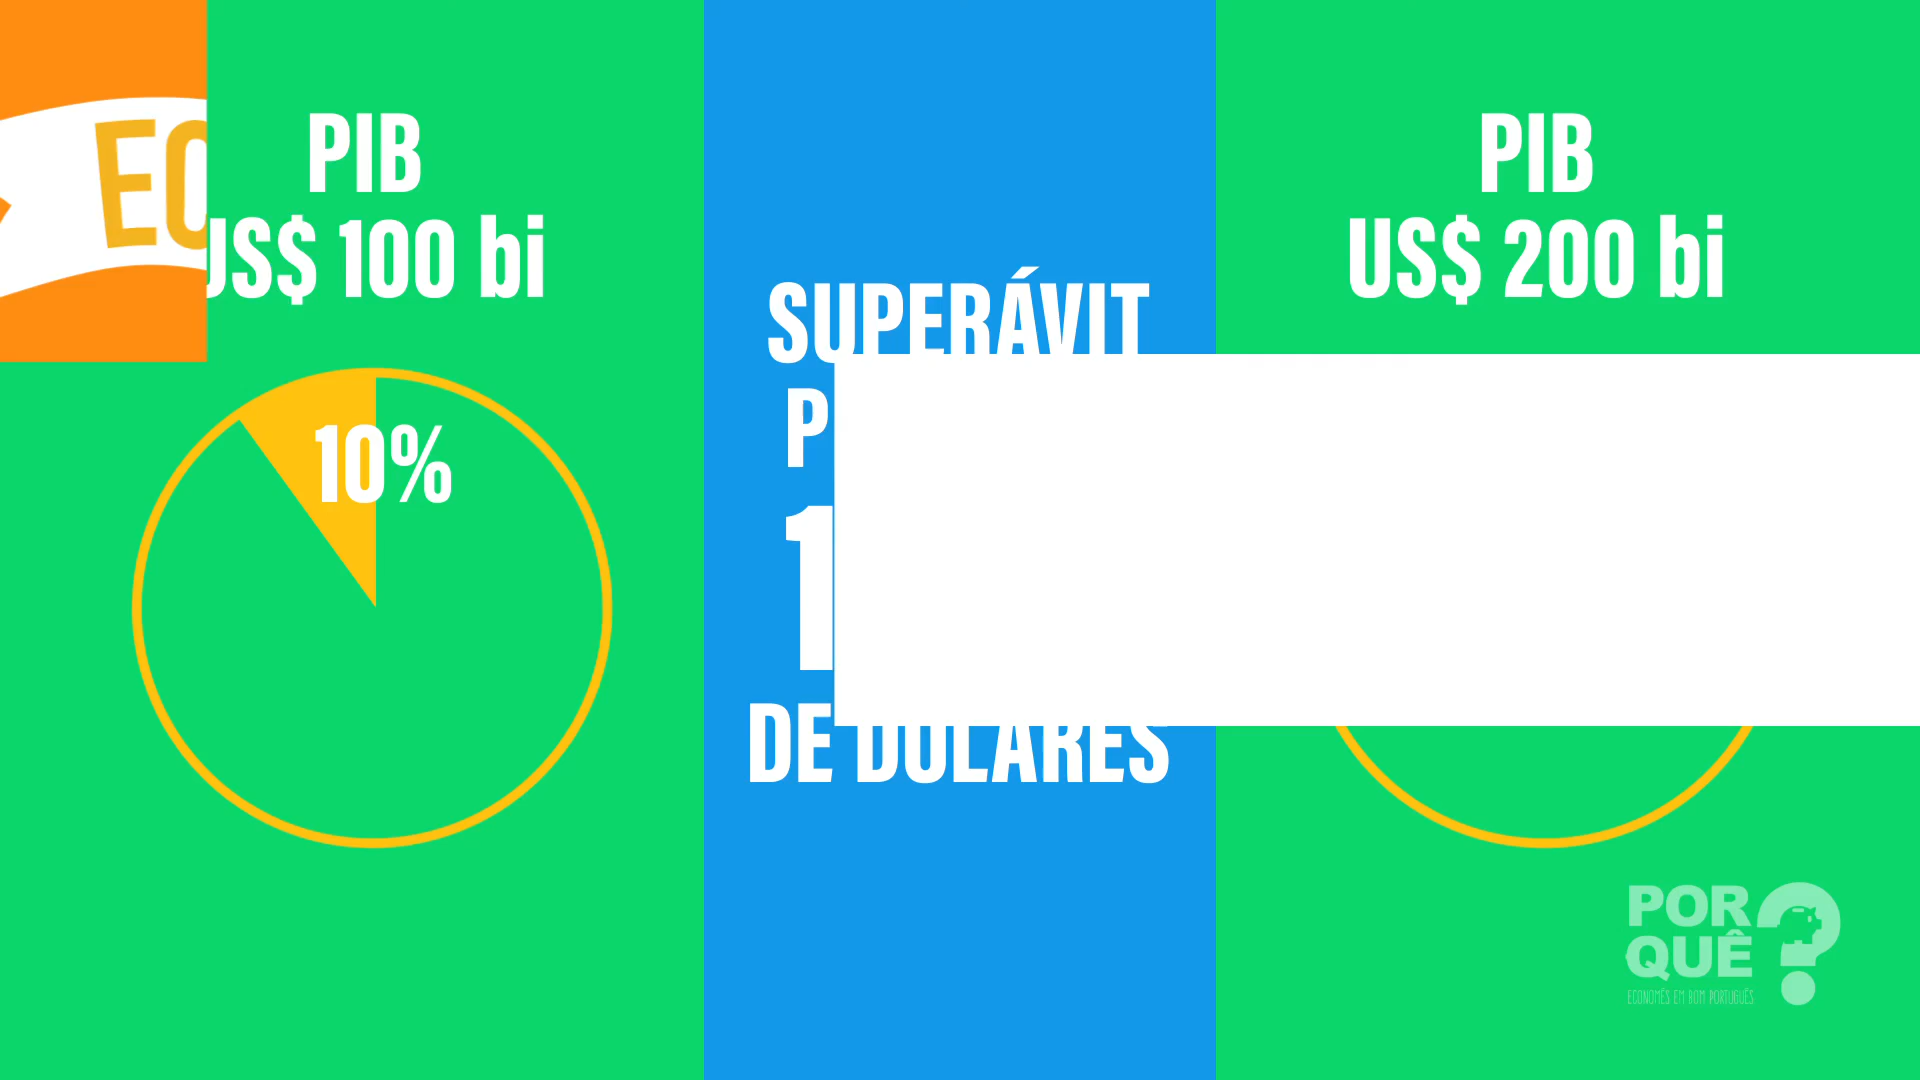 PIB
US$ 100 bi
10%
SUPERÁVIT
DE DÓLARES
PIB
US$ 200 bi
POR
QUÊ?
ECONOMÊS EM BOM PORTUGUÊS